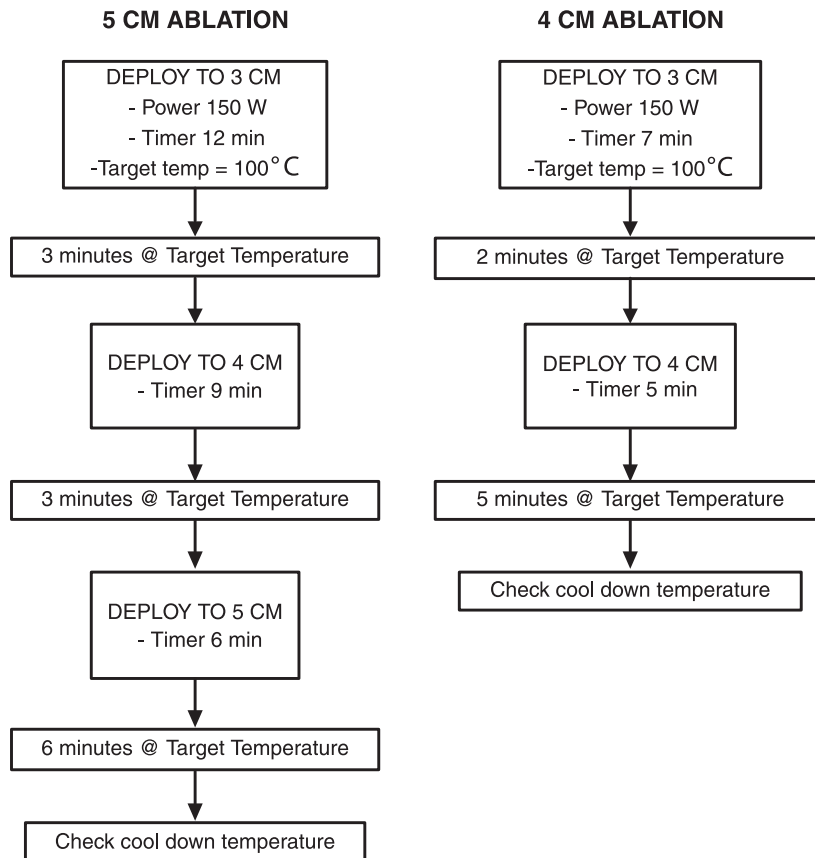 5 CM ABLATION
DEPLOY TO 3 CM
- Power 150 W
- Timer 12 min
-Target temp = 100°C
3 minutes @ Target Temperature
DEPLOY TO 4 CM
- Timer 9 min
3 minutes @ Target Temperature
DEPLOY TO 5 CM
- Timer 6 min
6 minutes @ Target Temperature
Check cool down temperature
4 CM ABLATION
DEPLOY TO 3 CM
- Power 150 W
- Timer 7 min
-Target temp = 100°C
2 minutes @ Target Temperature
DEPLOY TO 4 CM
- Timer 5 min
5 minutes @ Target Temperature
Check cool down temperature